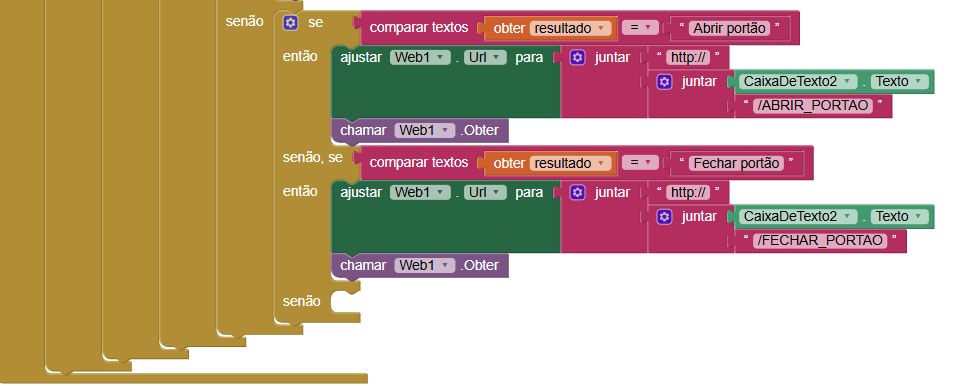 senão se comparar textos obter resultado = “ Abrir portão ”
então ajustar Web1 . Url para juntar “ http:// ”
juntar CaixaDeTexto2 . Texto
“ /ABRIR_PORTAO ”
chamar Web1 .Obter
senão, se comparar textos obter resultado = “ Fechar portão ”
então ajustar Web1 . Url para juntar “ http:// ”
juntar CaixaDeTexto2 . Texto
“ /FECHAR_PORTAO ”
chamar Web1 .Obter
senão